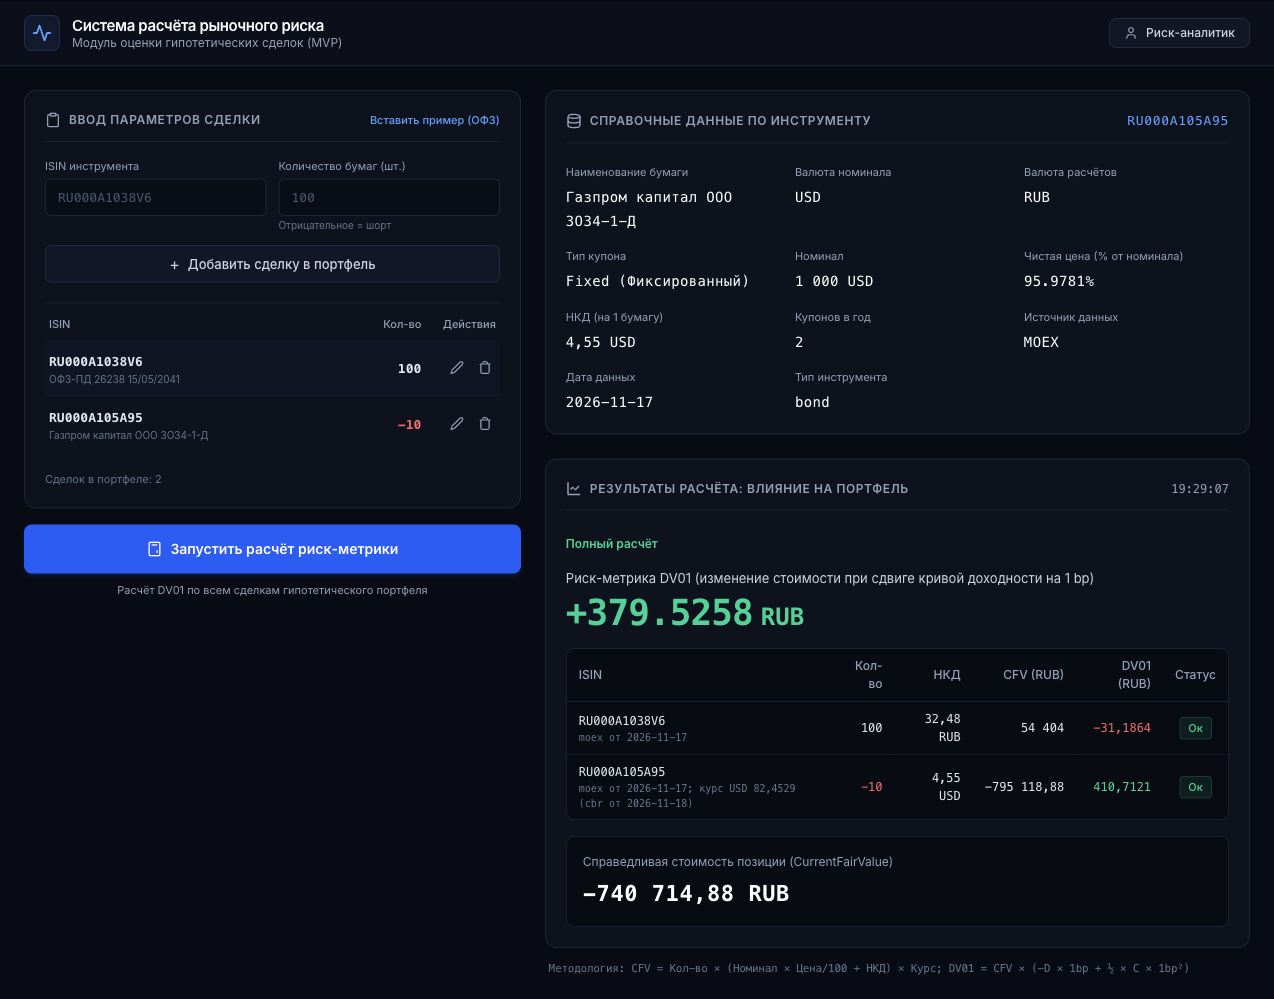 Система расчёта рыночного риска
Модуль оценки гипотетических сделок (MVP)
Риск-аналитик
ВВОД ПАРАМЕТРОВ СДЕЛКИ
Вставить пример (ОФЗ)
ISIN инструмента
Количество бумаг (шт.)
RU000A1038V6
100
Отрицательное = шорт
+ Добавить сделку в портфель
ISIN Кол-во Действия
RU000A1038V6
ОФЗ-ПД 26238 15/05/2041
100
RU000A105A95
Газпром капитал ООО ЗО34-1-Д
−10
Сделок в портфеле: 2
Запустить расчёт риск-метрики
Расчёт DV01 по всем сделкам гипотетического портфеля
СПРАВОЧНЫЕ ДАННЫЕ ПО ИНСТРУМЕНТУ
RU000A105A95
Наименование бумаги
Газпром капитал ООО
ЗО34-1-Д
Валюта номинала
USD
Валюта расчётов
RUB
Тип купона
Fixed (Фиксированный)
Номинал
1 000 USD
Чистая цена (% от номинала)
95.9781%
НКД (на 1 бумагу)
4,55 USD
Купонов в год
2
Источник данных
MOEX
Дата данных
2026-11-17
Тип инструмента
bond
РЕЗУЛЬТАТЫ РАСЧЁТА: ВЛИЯНИЕ НА ПОРТФЕЛЬ
19:29:07
Полный расчёт
Риск-метрика DV01 (изменение стоимости при сдвиге кривой доходности на 1 bp)
+379.5258 RUB
ISIN
Кол-
во
НКД
CFV (RUB)
DV01
(RUB)
Статус
RU000A1038V6
moex от 2026-11-17
100
32,48
RUB
54 404
−31,1864
Ок
RU000A105A95
moex от 2026-11-17; курс USD 82,4529
(cbr от 2026-11-18)
−10
4,55
USD
−795 118,88
410,7121
Ок
Справедливая стоимость позиции (CurrentFairValue)
−740 714,88 RUB
Методология: CFV = Кол-во × (Номинал × Цена/100 + НКД) × Курс; DV01 = CFV × (−D × 1bp + ½ × C × 1bp²)